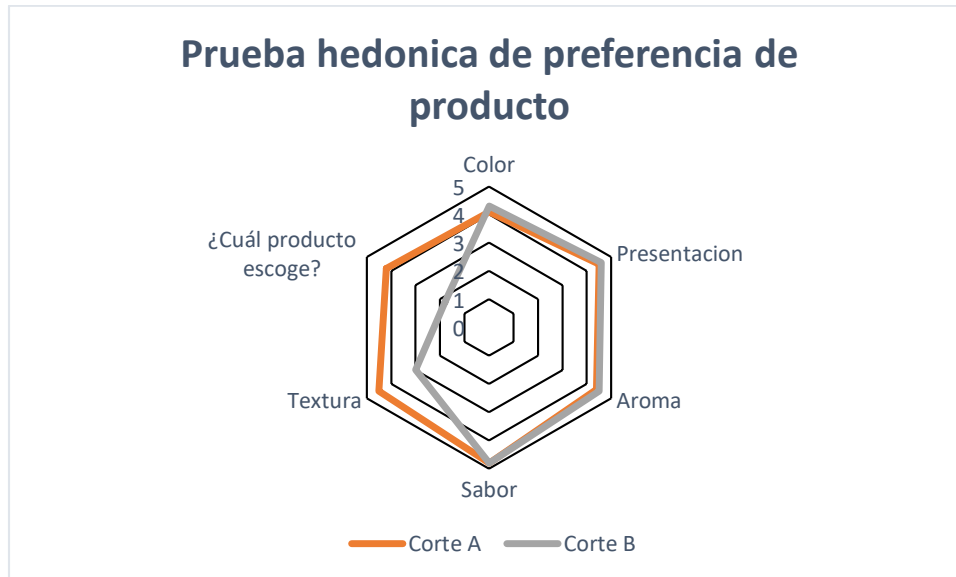 Prueba hedonica de preferencia de
producto
Color
5
4
3
2
1
0
¿Cuál producto
escoge?
Presentacion
Textura
Aroma
Sabor
Corte A
Corte B